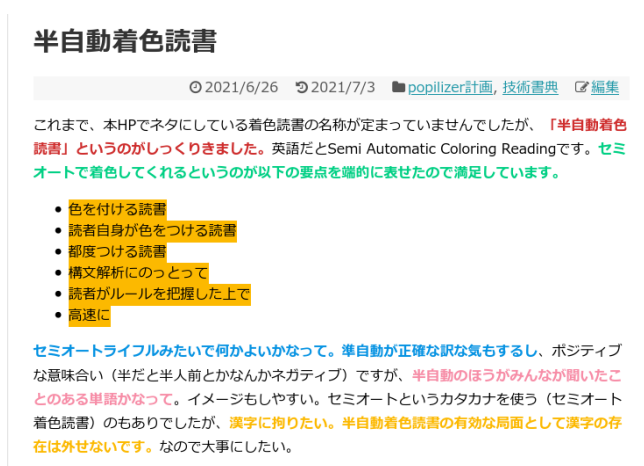 半自動着色読書
2021/6/26 2021/7/3 popilizer計画, 技術書典 編集
これまで、本HPでネタにしている着色読書の名称が定まっていませんでしたが、「半自動着色
読書」というのがしっくりきました。英語だとSemi Automatic Coloring Readingです。セミ
オートで着色してくれるというのが以下の要点を端的に表せたので満足しています。
• 色を付ける読書
• 読者自身が色をつける読書
• 都度つける読書
• 構文解析にのっとって
• 読者がルールを把握した上で
• 高速に
セミオートライフルみたいで何かよいかなって。準自動が正確な訳な気もするし、ポジティブ
な意味合い（半だと半人前とかなんかネガティブ）ですが、半自動のほうがみんなが聞いたこ
とのある単語かなって。イメージもしやすい。セミオートというカタカナを使う（セミオート
着色読書）のもありでしたが、漢字に拘りたい。半自動着色読書の有効な局面として漢字の存
在は外せないです。なので大事にしたい。